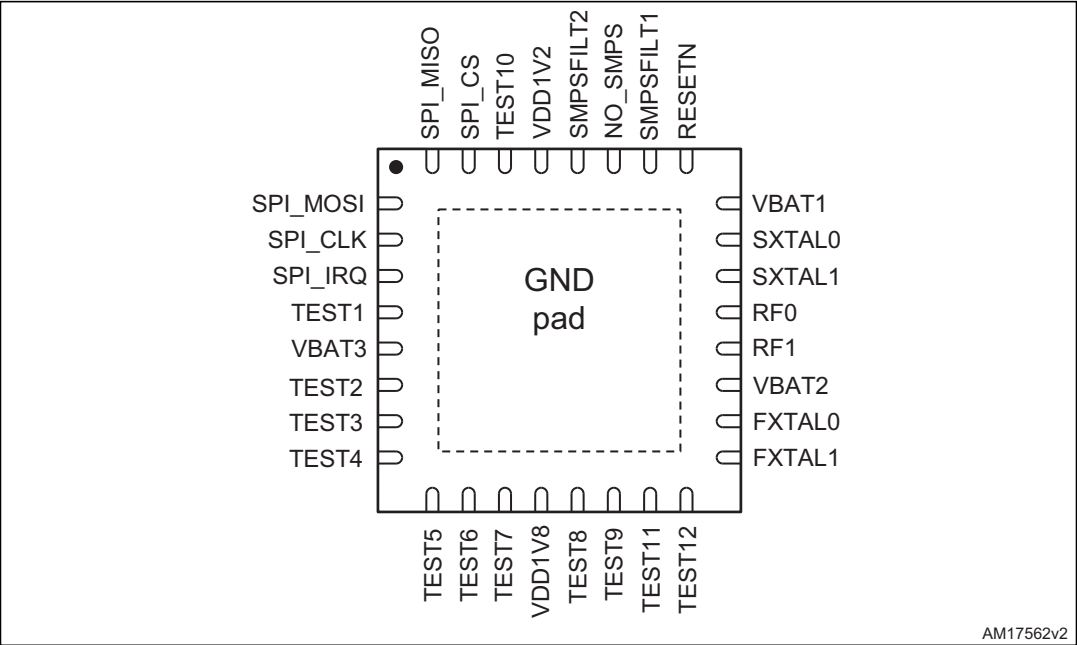 SPI_MISO
SPI_CS
TEST10
VDD1V2
SMPSFILT2
NO_SMPS
SMPSFILT1
RESETN
SPI_MOSI
SPI_CLK
SPI_IRQ
TEST1
VBAT3
TEST2
TEST3
TEST4
GND
pad
VBAT1
SXTAL0
SXTAL1
RF0
RF1
VBAT2
FXTAL0
FXTAL1
TEST5
TEST6
TEST7
VDD1V8
TEST8
TEST9
TEST11
TEST12
AM17562v2